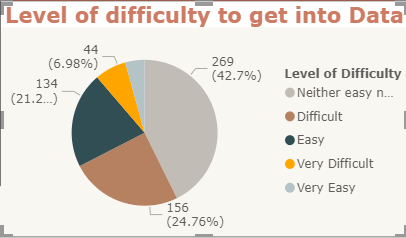 Level of difficulty to get into Data
44
(6.98%)
269
(42.7%)
134
(21.2...)
156
(24.76%)
Level of Difficulty
Neither easy n...
Difficult
Easy
Very Difficult
Very Easy